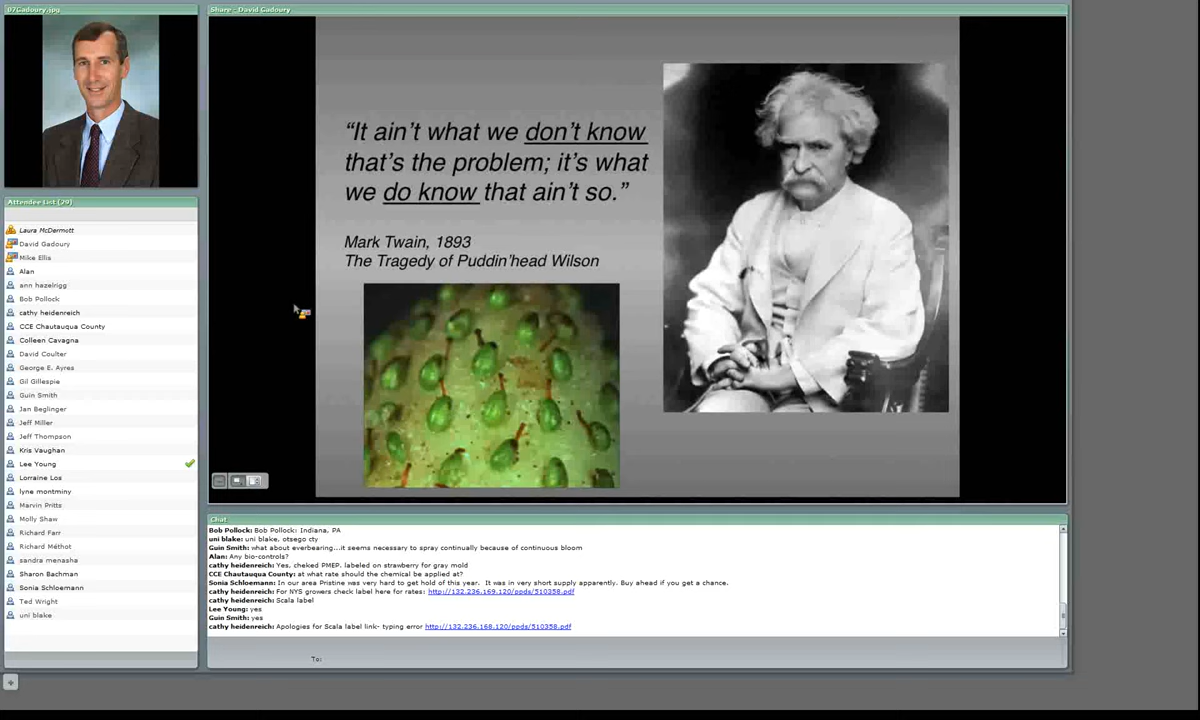 07Gadoury.jpg
Share - David Gadoury
“It ain’t what we don’t know
that’s the problem; it’s what
we do know that ain’t so.”
Mark Twain, 1893
The Tragedy of Puddin’head Wilson
Attendee List (29)
Laura McDermott
David Gadoury
Mike Ellis
Alan
ann hazelrigg
Bob Pollock
cathy heidenreich
CCE Chautauqua County
Colleen Cavagna
David Coulter
George E. Ayres
Gil Gillespie
Guin Smith
Jan Beglinger
Jeff Miller
Jeff Thompson
Kris Vaughan
Lee Young
Lorraine Los
lyne montminy
Marvin Pritts
Molly Shaw
Richard Farr
Richard Méthot
sandra menasha
Sharon Bachman
Sonia Schloemann
Ted Wright
uni blake
Chat
Bob Pollock: Bob Pollock: Indiana, PA
uni blake: uni blake, otsego cty
Guin Smith: what about everbearing...it seems necessary to spray continually because of continuous bloom
Alan: Any bio-controls?
cathy heidenreich: Yes, cheked PMEP, labeled on strawberry for gray mold
CCE Chautauqua County: at what rate should the chemical be applied at?
Sonia Schloemann: In our area Pristine was very hard to get hold of this year. It was in very short supply apparently. Buy ahead if you get a chance.
cathy heidenreich: For NYS growers check label here for rates: http://132.236.169.120/ppds/510358.pdf
cathy heidenreich: Scala label
Lee Young: yes
Guin Smith: yes
cathy heidenreich: Apologies for Scala label link- typing error http://132.236.168.120/ppds/510358.pdf
To: